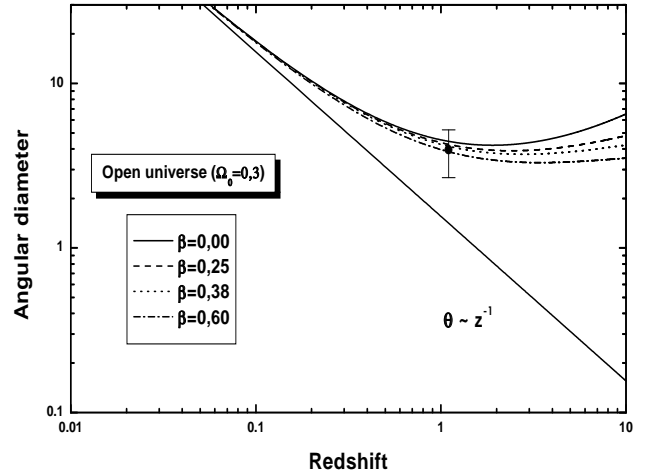 10
1
0.1
Angular diameter
Open universe (Ω₀=0,3)
β=0,00
β=0,25
β=0,38
β=0,60
θ ~ z⁻¹
0.01
0.1
1
10
Redshift